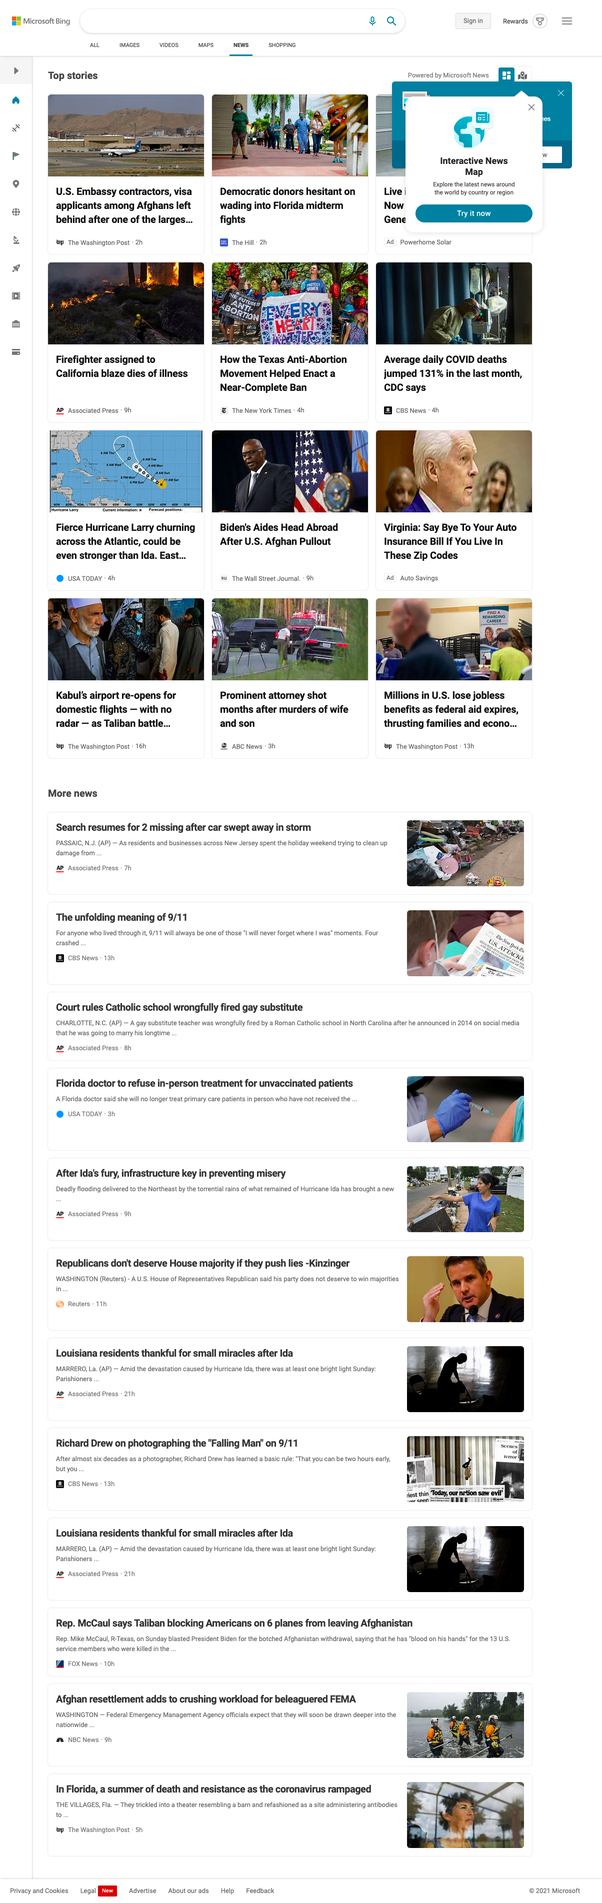 Microsoft Bing
Sign in
Rewards
ALL
IMAGES
VIDEOS
MAPS
NEWS
SHOPPING
Top stories
Powered by Microsoft News
Interactive News
Map
Explore the latest news around
the world by country or region
Try it now
U.S. Embassy contractors, visa
applicants among Afghans left
behind after one of the larges...
The Washington Post · 2h
Democratic donors hesitant on
wading into Florida midterm
fights
The Hill · 2h
Live i
Now
Gene
Ad Powerhome Solar
Firefighter assigned to
California blaze dies of illness
AP Associated Press · 9h
EVERY
HEART
How the Texas Anti-Abortion
Movement Helped Enact a
Near-Complete Ban
The New York Times · 4h
Average daily COVID deaths
jumped 131% in the last month,
CDC says
CBS News · 4h
Fierce Hurricane Larry churning
across the Atlantic, could be
even stronger than Ida. East...
USA TODAY · 4h
Biden's Aides Head Abroad
After U.S. Afghan Pullout
The Wall Street Journal. · 9h
Virginia: Say Bye To Your Auto
Insurance Bill If You Live In
These Zip Codes
Ad Auto Savings
Kabul's airport re-opens for
domestic flights — with no
radar — as Taliban battle...
The Washington Post · 16h
Prominent attorney shot
months after murders of wife
and son
ABC News · 3h
FIND A
REWARDING
CAREER
Millions in U.S. lose jobless
benefits as federal aid expires,
thrusting families and econo...
The Washington Post · 13h
More news
Search resumes for 2 missing after car swept away in storm
PASSAIC, N.J. (AP) — As residents and businesses across New Jersey spent the holiday weekend trying to clean up
damage from ...
AP Associated Press · 7h
The unfolding meaning of 9/11
For anyone who lived through it, 9/11 will always be one of those "I will never forget where I was" moments. Four
crashed ...
CBS News · 13h
U.S. ATTACKED
Court rules Catholic school wrongfully fired gay substitute
CHARLOTTE, N.C. (AP) — A gay substitute teacher was wrongfully fired by a Roman Catholic school in North Carolina after he announced in 2014 on social media
that he was going to marry his longtime ...
AP Associated Press · 8h
Florida doctor to refuse in-person treatment for unvaccinated patients
A Florida doctor said she will no longer treat primary care patients in person who have not received the ...
USA TODAY · 3h
After Ida's fury, infrastructure key in preventing misery
Deadly flooding delivered to the Northeast by the torrential rains of what remained of Hurricane Ida has brought a new
...
AP Associated Press · 9h
Republicans don't deserve House majority if they push lies -Kinzinger
WASHINGTON (Reuters) - A U.S. House of Representatives Republican said his party does not deserve to win majorities
in ...
Reuters · 11h
Louisiana residents thankful for small miracles after Ida
MARRERO, La. (AP) — Amid the devastation caused by Hurricane Ida, there was at least one bright light Sunday:
Parishioners ...
AP Associated Press · 21h
Richard Drew on photographing the "Falling Man" on 9/11
After almost six decades as a photographer, Richard Drew has learned a basic rule: "That you can be two hours early,
but you ...
CBS News · 13h
Scenes
of
terror
'Today, our nation saw evil'
Louisiana residents thankful for small miracles after Ida
MARRERO, La. (AP) — Amid the devastation caused by Hurricane Ida, there was at least one bright light Sunday:
Parishioners ...
AP Associated Press · 21h
Rep. McCaul says Taliban blocking Americans on 6 planes from leaving Afghanistan
Rep. Mike McCaul, R-Texas, on Sunday blasted President Biden for the botched Afghanistan withdrawal, saying that he has "blood on his hands" for the 13 U.S.
service members who were killed in the ...
FOX News · 10h
Afghan resettlement adds to crushing workload for beleaguered FEMA
WASHINGTON — Federal Emergency Management Agency officials expect that they will soon be drawn deeper into the
nationwide ...
NBC News · 9h
In Florida, a summer of death and resistance as the coronavirus rampaged
THE VILLAGES, Fla. — They trickled into a theater resembling a barn and refashioned as a site administering antibodies
to ...
The Washington Post · 5h
Privacy and Cookies
Legal New
Advertise
About our ads
Help
Feedback
© 2021 Microsoft